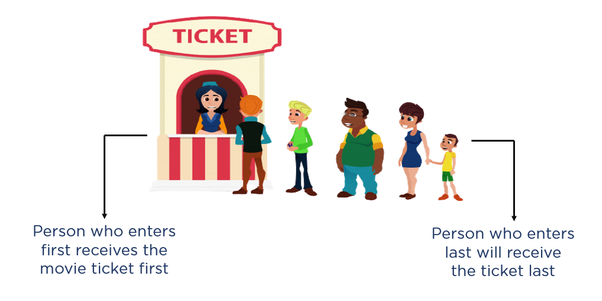 TICKET
Person who enters
first receives the
movie ticket first
Person who enters
last will receive
the ticket last